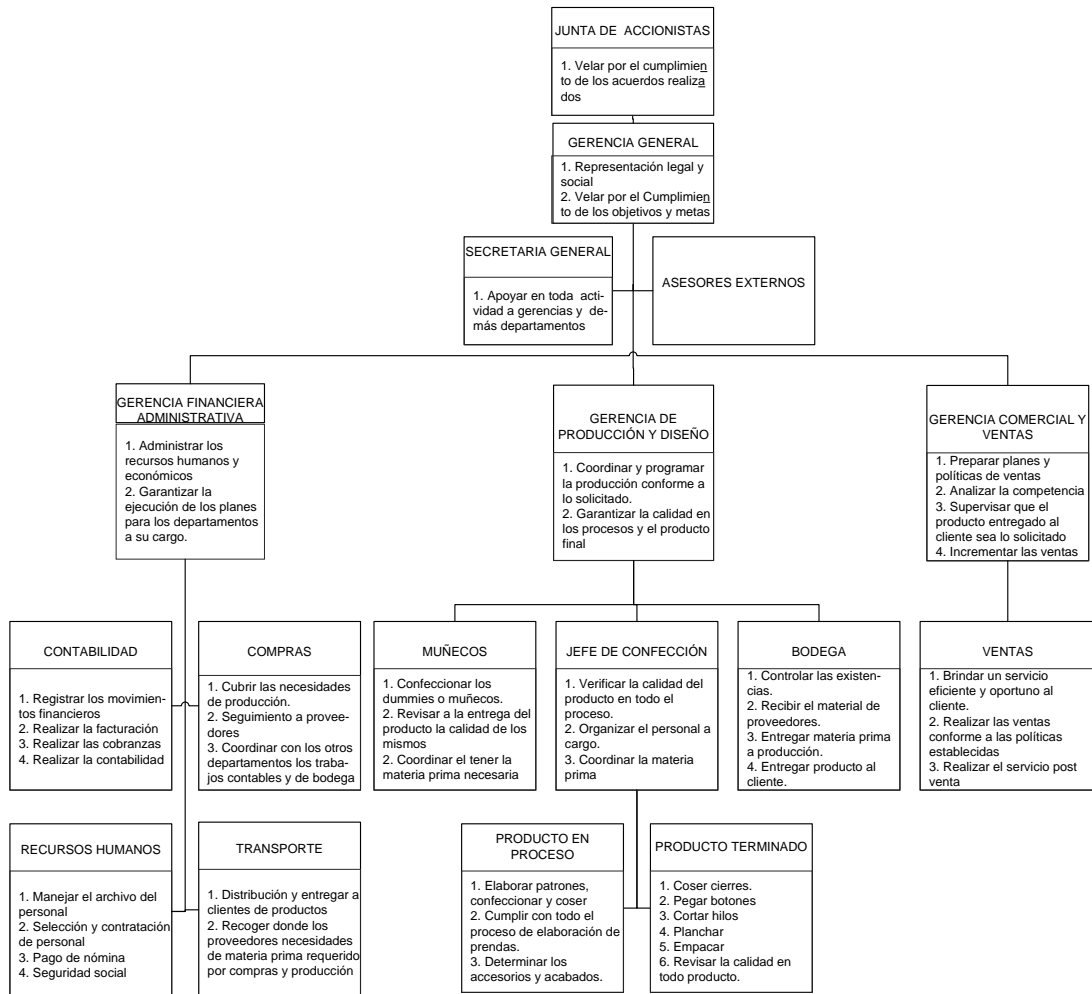 JUNTA DE ACCIONISTAS
1. Velar por el cumplimien
to de los acuerdos realiza
dos
GERENCIA GENERAL
1. Representación legal y
social
2. Velar por el Cumplimien
to de los objetivos y metas
SECRETARIA GENERAL
1. Apoyar en toda acti-
vidad a gerencias y de-
más departamentos
ASESORES EXTERNOS
GERENCIA FINANCIERA
ADMINISTRATIVA
1. Administrar los
recursos humanos y
económicos
2. Garantizar la
ejecución de los planes
para los departamentos
a su cargo.
GERENCIA DE
PRODUCCIÓN Y DISEÑO
1. Coordinar y programar
la producción conforme a
lo solicitado.
2. Garantizar la calidad en
los procesos y el producto
final
GERENCIA COMERCIAL Y
VENTAS
1. Preparar planes y
políticas de ventas
2. Analizar la competencia
3. Supervisar que el
producto entregado al
cliente sea lo solicitado
4. Incrementar las ventas
CONTABILIDAD
1. Registrar los movimien-
tos financieros
2. Realizar la facturación
3. Realizar las cobranzas
4. Realizar la contabilidad
COMPRAS
1. Cubrir las necesidades
de producción.
2. Seguimiento a provee-
dores
3. Coordinar con los otros
departamentos los traba-
jos contables y de bodega
MUÑECOS
1. Confeccionar los
dummies o muñecos.
2. Revisar a la entrega del
producto la calidad de los
mismos
2. Coordinar el tener la
materia prima necesaria
JEFE DE CONFECCIÓN
1. Verificar la calidad del
producto en todo el
proceso.
2. Organizar el personal a
cargo.
3. Coordinar la materia
prima
BODEGA
1. Controlar las existen-
cias.
2. Recibir el material de
proveedores.
3. Entregar materia prima
a producción.
4. Entregar producto al
cliente.
VENTAS
1. Brindar un servicio
eficiente y oportuno al
cliente.
2. Realizar las ventas
conforme a las políticas
establecidas
3. Realizar el servicio post
venta
RECURSOS HUMANOS
1. Manejar el archivo del
personal
2. Selección y contratación
de personal
3. Pago de nómina
4. Seguridad social
TRANSPORTE
1. Distribución y entregar a
clientes de productos
2. Recoger donde los
proveedores necesidades
de materia prima requerido
por compras y producción
PRODUCTO EN
PROCESO
1. Elaborar patrones,
confeccionar y coser
2. Cumplir con todo el
proceso de elaboración de
prendas.
3. Determinar los
accesorios y acabados.
PRODUCTO TERMINADO
1. Coser cierres.
2. Pegar botones
3. Cortar hilos
4. Planchar
5. Empacar
6. Revisar la calidad en
todo producto.